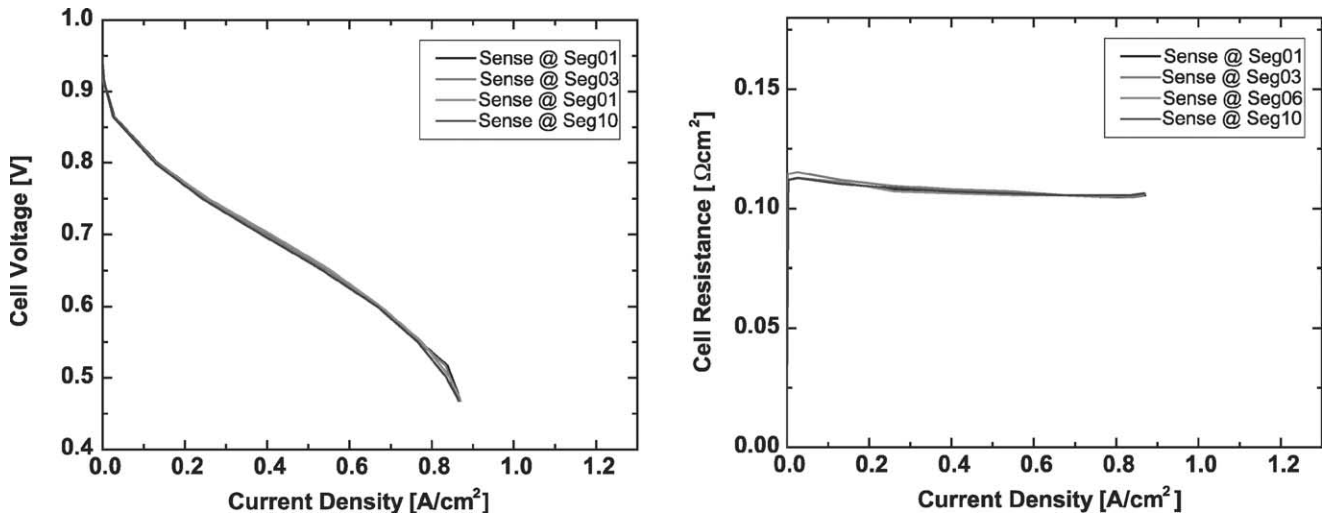 1.0
0.9
0.8
0.7
0.6
0.5
0.4
Cell Voltage [V]
Sense @ Seg01
Sense @ Seg03
Sense @ Seg01
Sense @ Seg10
0.0 0.2 0.4 0.6 0.8 1.0 1.2
Current Density [A/cm²]
0.15
0.10
0.05
0.00
Cell Resistance [Ωcm²]
Sense @ Seg01
Sense @ Seg03
Sense @ Seg06
Sense @ Seg10
0.0 0.2 0.4 0.6 0.8 1.0 1.2
Current Density [A/cm²]